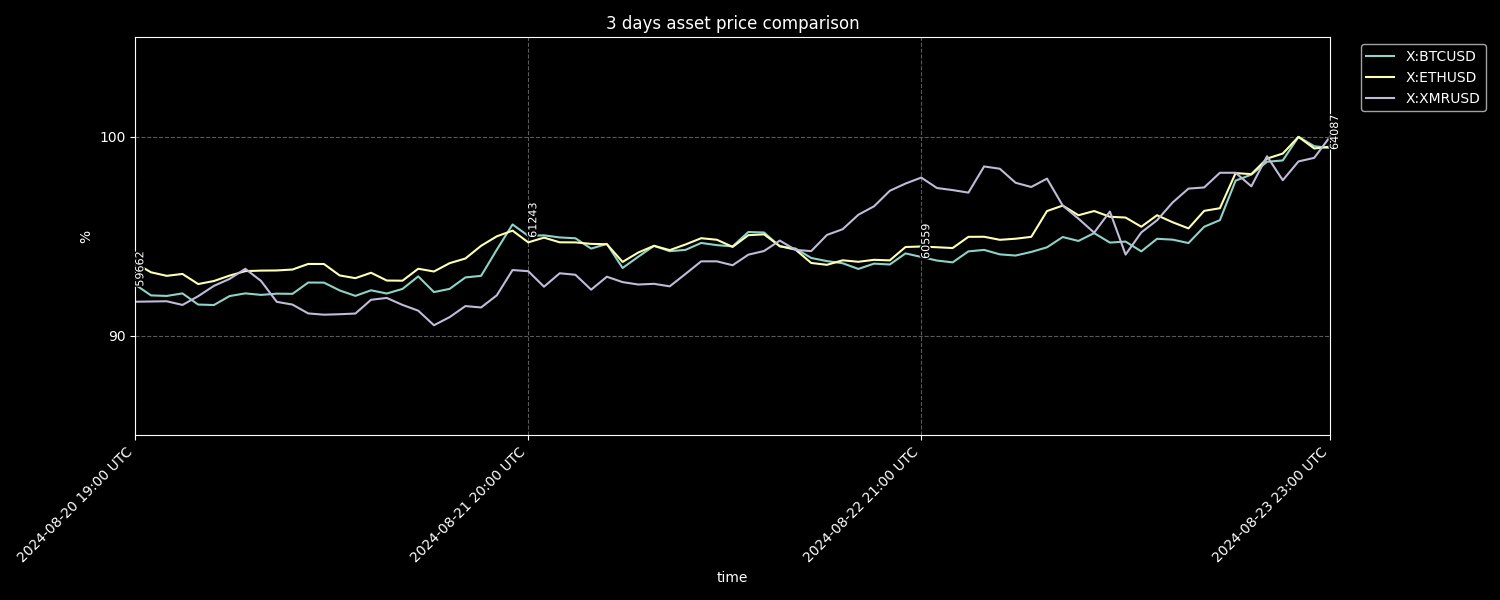 3 days asset price comparison
X:BTCUSD
X:ETHUSD
X:XMRUSD
100
90
%
59662
61243
60559
64087
2024-08-20 19:00 UTC
2024-08-21 20:00 UTC
2024-08-22 21:00 UTC
2024-08-23 23:00 UTC
time